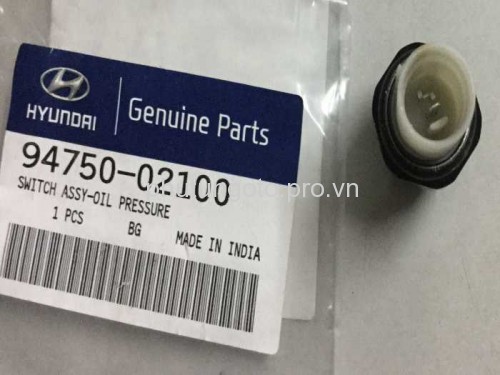 HYUNDAI
Genuine Parts
94750-02100
SWITCH ASSY-OIL PRESSURE
1 PCS BG MADE IN INDIA